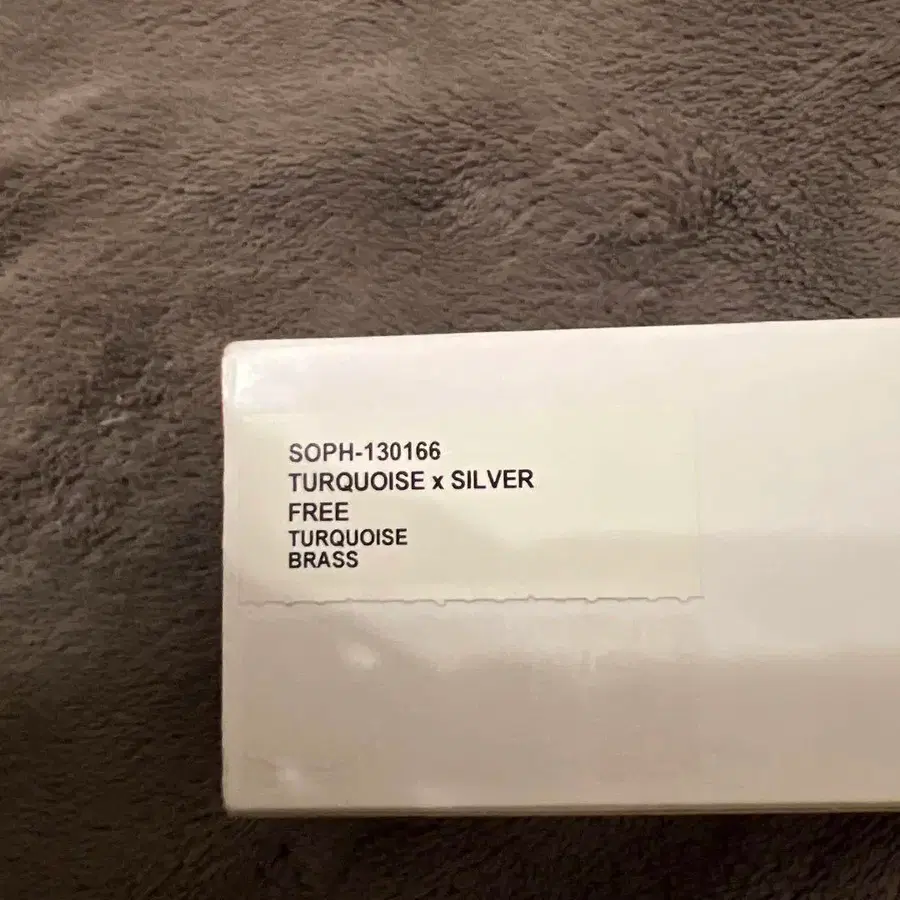 SOPH-130166
TURQUOISE x SILVER
FREE
TURQUOISE
BRASS